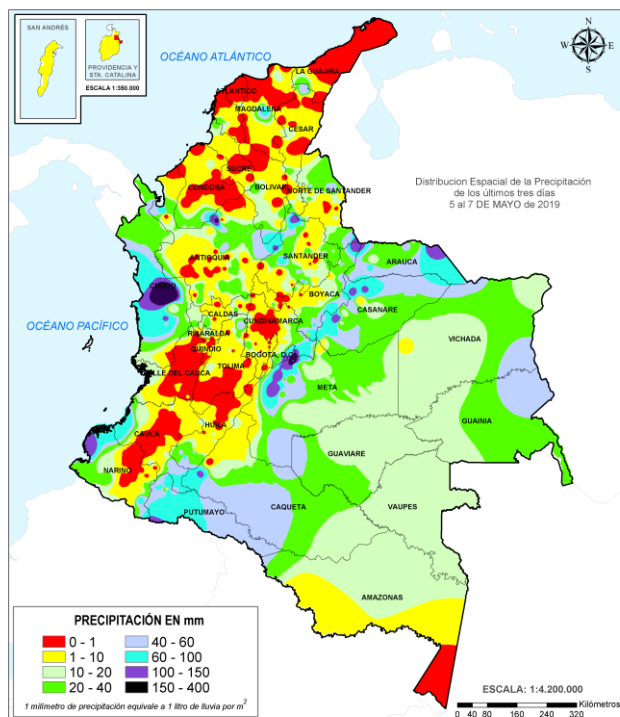 SAN ANDRÉS
PROVIDENCIA Y
STA. CATALINA
ESCALA 1:350.000
OCÉANO ATLÁNTICO
N
W
E
S
LA GUAJIRA
ATLANTICO
MAGDALENA
CESAR
SUCRE
CORDOBA
BOLIVAR
NORTE DE SANTANDER
Distribucion Espacial de la Precipitación
de los últimos tres días
5 al 7 DE MAYO de 2019
ANTIOQUIA
SANTANDER
ARAUCA
CHOCO
BOYACA
CASANARE
OCÉANO PACÍFICO
CALDAS
CUNDINAMARCA
RISARALDA
QUINDIO
BOGOTA, D.C.
VICHADA
TOLIMA
VALLE DEL CAUCA
META
GUAINIA
CAUCA
HUILA
GUAVIARE
NARIÑO
PUTUMAYO
CAQUETA
VAUPES
AMAZONAS
PRECIPITACIÓN EN mm
0 - 1
40 - 60
1 - 10
60 - 100
10 - 20
100 - 150
20 - 40
150 - 400
1 milimetro de precipitación equivale a 1 litro de lluvia por m2
ESCALA: 1:4.200.000
Kilómetros
0 40 80 160 240 320